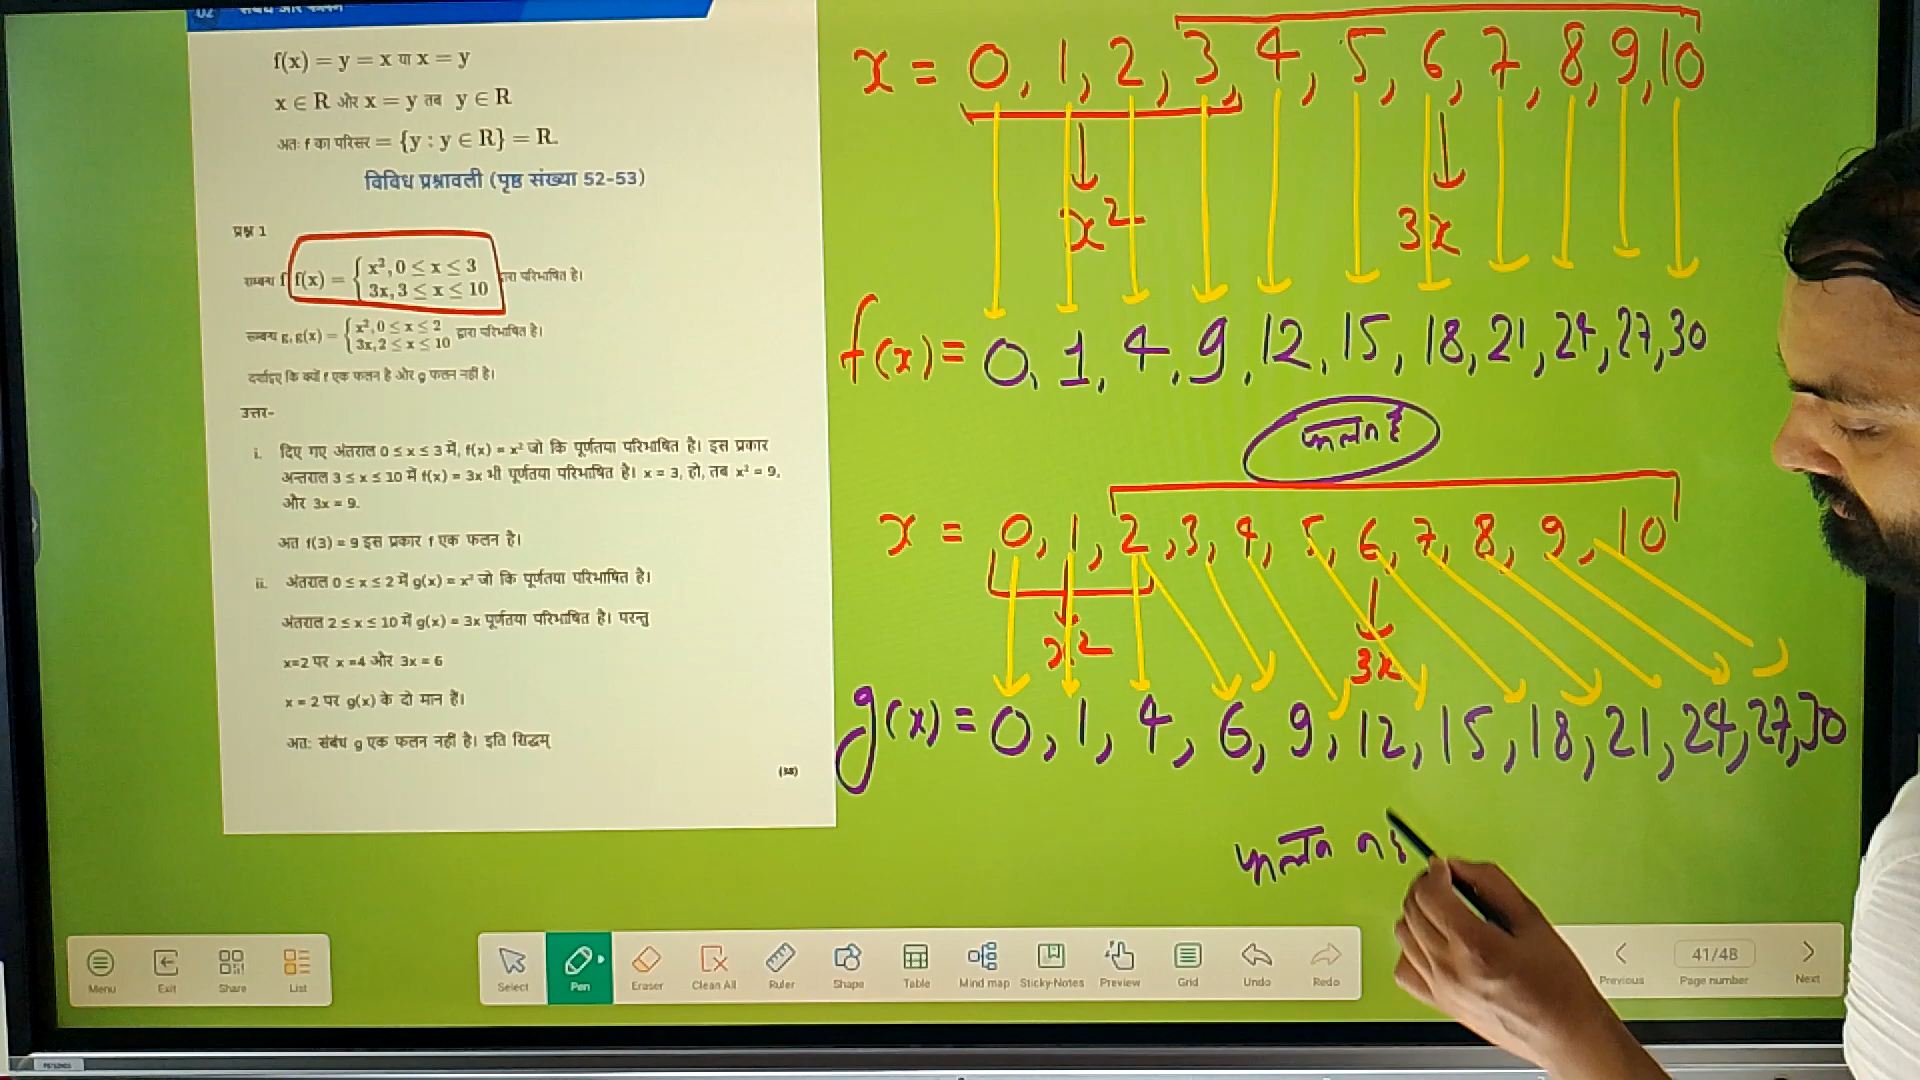 02 संबंध और फलन
f(x) = y = x या x = y
x ∈ R और x = y तब y ∈ R
अतः f का परिसर = {y : y ∈ R} = R.
विविध प्रश्नावली (पृष्ठ संख्या 52-53)
प्रश्न 1
सम्बन्ध f f(x) = { x², 0 ≤ x ≤ 3
3x, 3 ≤ x ≤ 10 द्वारा परिभाषित है।
सम्बन्ध g, g(x) = { x², 0 ≤ x ≤ 2
3x, 2 ≤ x ≤ 10 द्वारा परिभाषित है।
दर्शाइए कि क्यों f एक फलन है और g फलन नहीं है।
उत्तर-
i. दिए गए अंतराल 0 ≤ x ≤ 3 में, f(x) = x² जो कि पूर्णतया परिभाषित है। इस प्रकार
अन्तराल 3 ≤ x ≤ 10 में f(x) = 3x भी पूर्णतया परिभाषित है। x = 3, हो, तब x² = 9,
और 3x = 9.
अत f(3) = 9 इस प्रकार f एक फलन है।
ii. अंतराल 0 ≤ x ≤ 2 में g(x) = x² जो कि पूर्णतया परिभाषित है।
अंतराल 2 ≤ x ≤ 10 में g(x) = 3x पूर्णतया परिभाषित है। परन्तु
x=2 पर x =4 और 3x = 6
x = 2 पर g(x) के दो मान हैं।
अत: संबंध g एक फलन नहीं है। इति सिद्धम्
(38)
x = 0, 1, 2, 3, 4, 5, 6, 7, 8, 9, 10
x² 3x
f(x) = 0, 1, 4, 9, 12, 15, 18, 21, 24, 27, 30
फलन है
x = 0, 1, 2, 3, 4, 5, 6, 7, 8, 9, 10
x² 3x
g(x) = 0, 1, 4, 6, 9, 12, 15, 18, 21, 24, 27, 30
फलन
Menu Exit Share List
Select Pen Eraser Clean All Ruler Shape Table Mind map Sticky-Notes Preview Grid Undo Redo
Previous 41/48 Page number Next